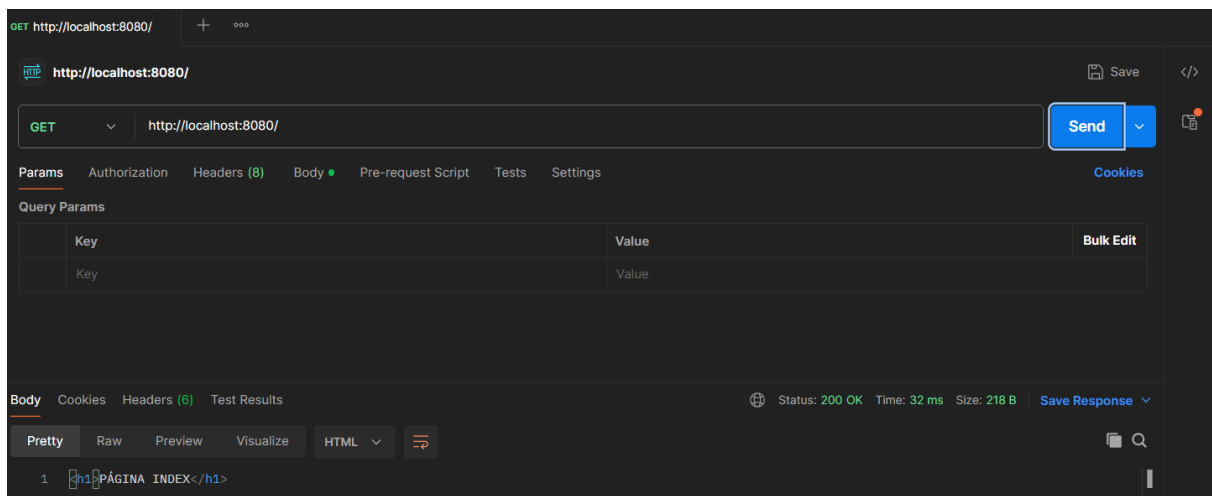 GET http://localhost:8080/
HTTP http://localhost:8080/ Save </>
GET http://localhost:8080/ Send
Params Authorization Headers (8) Body Pre-request Script Tests Settings Cookies
Query Params
Key Value Bulk Edit
Key Value
Body Cookies Headers (6) Test Results Status: 200 OK Time: 32 ms Size: 218 B Save Response
Pretty Raw Preview Visualize HTML
1 <h1>PÁGINA INDEX</h1>